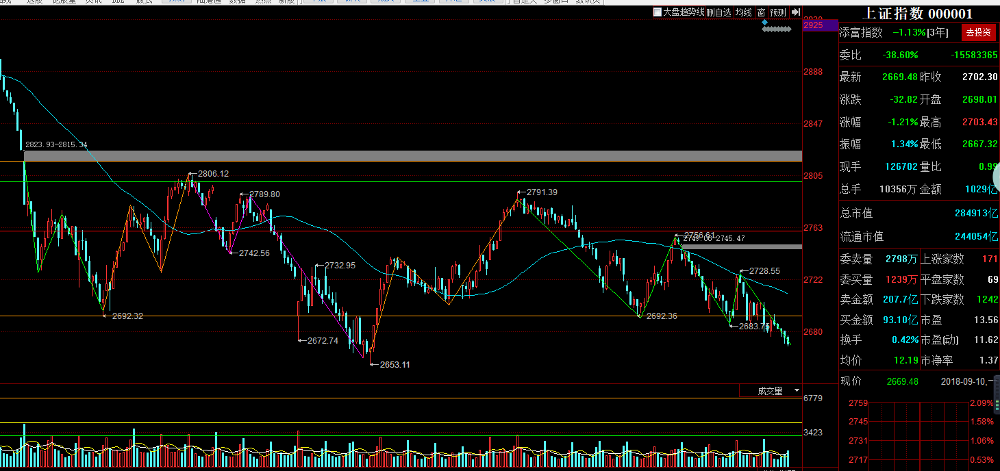 大盘趋势线 删自选 均线 窗 预测
上证指数 000001
2925
2888
2847
2805
2763
2722
2680
2823.93-2815.34
2806.12
2789.80
2742.56
2732.95
2692.32
2672.74
2653.11
2791.39
2756.61
2749.08-2745.47
2728.55
2692.36
2683.75
成交量
6779
3423
添富指数 -1.13%[3年] 去投资
委比 -38.60% -15583365
最新 2669.48 昨收 2702.30
涨跌 -32.82 开盘 2698.01
涨幅 -1.21% 最高 2703.43
振幅 1.34% 最低 2667.32
现手 126702 量比 0.99
总手 10356万 金额 1029亿
总市值 284913亿
流通市值 244054亿
委卖量 2798万 上涨家数 171
委买量 1239万 平盘家数 69
卖金额 207.7亿 下跌家数 1242
买金额 93.10亿 市盈 13.56
换手 0.42% 市盈(动) 11.62
均价 12.19 市净率 1.37
现价 2669.48 2018-09-10,一
2759 2.09%
2745 1.58%
2731 1.06%
2717 0.53%